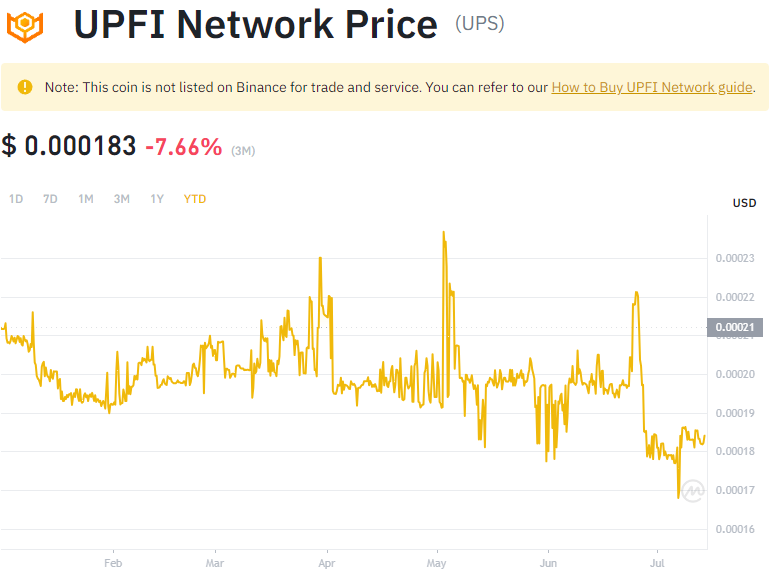 UPFI Network Price (UPS)
Note: This coin is not listed on Binance for trade and service. You can refer to our How to Buy UPFI Network guide.
$ 0.000183 -7.66% (3M)
1D 7D 1M 3M 1Y YTD
USD
0.00023
0.00022
0.00021
0.00021
0.00020
0.00019
0.00018
0.00017
0.00016
Feb Mar Apr May Jun Jul